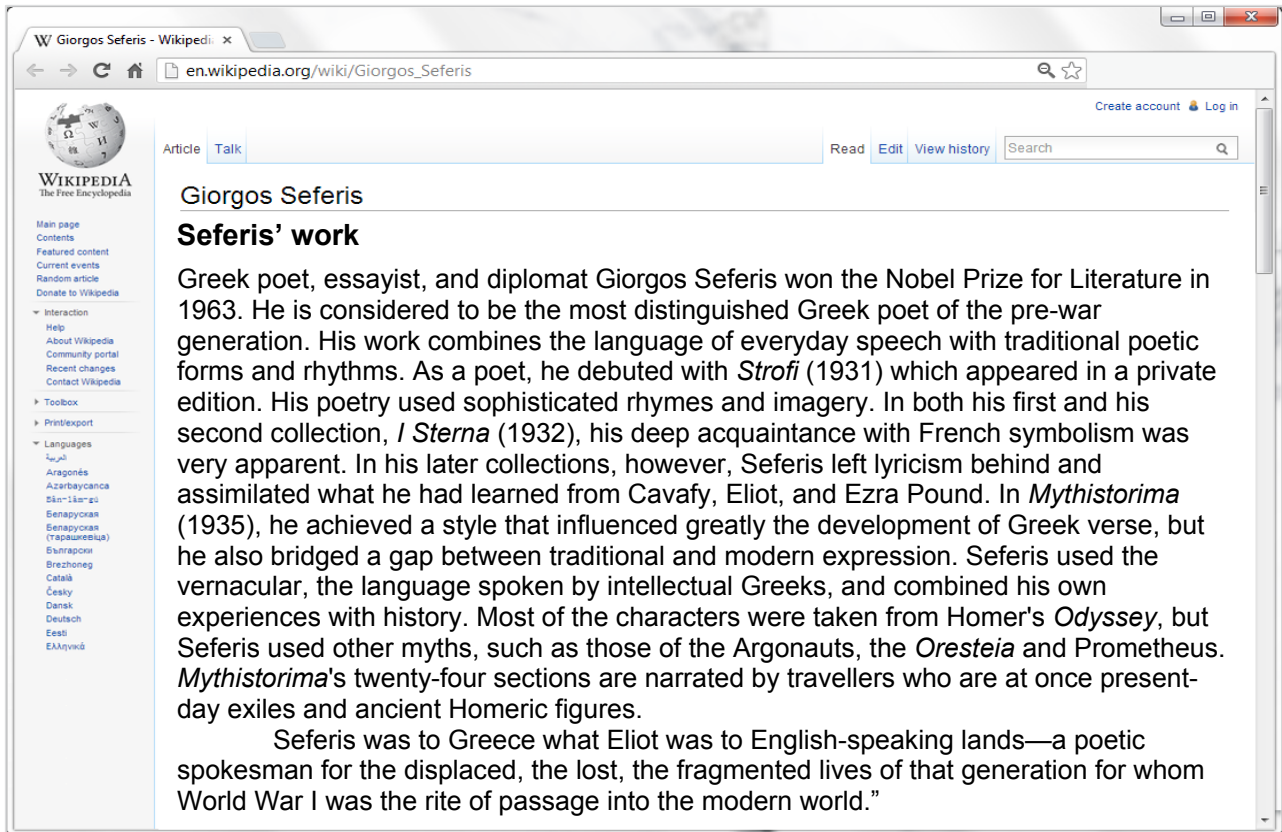 W Giorgos Seferis - Wikipedi
en.wikipedia.org/wiki/Giorgos_Seferis
Create account Log in
Article Talk Read Edit View history Search
WIKIPEDIA
The Free Encyclopedia
Main page
Contents
Featured content
Current events
Random article
Donate to Wikipedia
Interaction
Help
About Wikipedia
Community portal
Recent changes
Contact Wikipedia
Toolbox
Print/export
Languages
العربية
Aragonés
Azərbaycanca
Bân-lâm-gú
Беларуская
Беларуская
(тарашкевіца)
Български
Brezhoneg
Català
Česky
Dansk
Deutsch
Eesti
Ελληνικά
Giorgos Seferis
Seferis’ work
Greek poet, essayist, and diplomat Giorgos Seferis won the Nobel Prize for Literature in
1963. He is considered to be the most distinguished Greek poet of the pre-war
generation. His work combines the language of everyday speech with traditional poetic
forms and rhythms. As a poet, he debuted with Strofi (1931) which appeared in a private
edition. His poetry used sophisticated rhymes and imagery. In both his first and his
second collection, I Sterna (1932), his deep acquaintance with French symbolism was
very apparent. In his later collections, however, Seferis left lyricism behind and
assimilated what he had learned from Cavafy, Eliot, and Ezra Pound. In Mythistorima
(1935), he achieved a style that influenced greatly the development of Greek verse, but
he also bridged a gap between traditional and modern expression. Seferis used the
vernacular, the language spoken by intellectual Greeks, and combined his own
experiences with history. Most of the characters were taken from Homer's Odyssey, but
Seferis used other myths, such as those of the Argonauts, the Oresteia and Prometheus.
Mythistorima's twenty-four sections are narrated by travellers who are at once present-
day exiles and ancient Homeric figures.
Seferis was to Greece what Eliot was to English-speaking lands—a poetic
spokesman for the displaced, the lost, the fragmented lives of that generation for whom
World War I was the rite of passage into the modern world.”